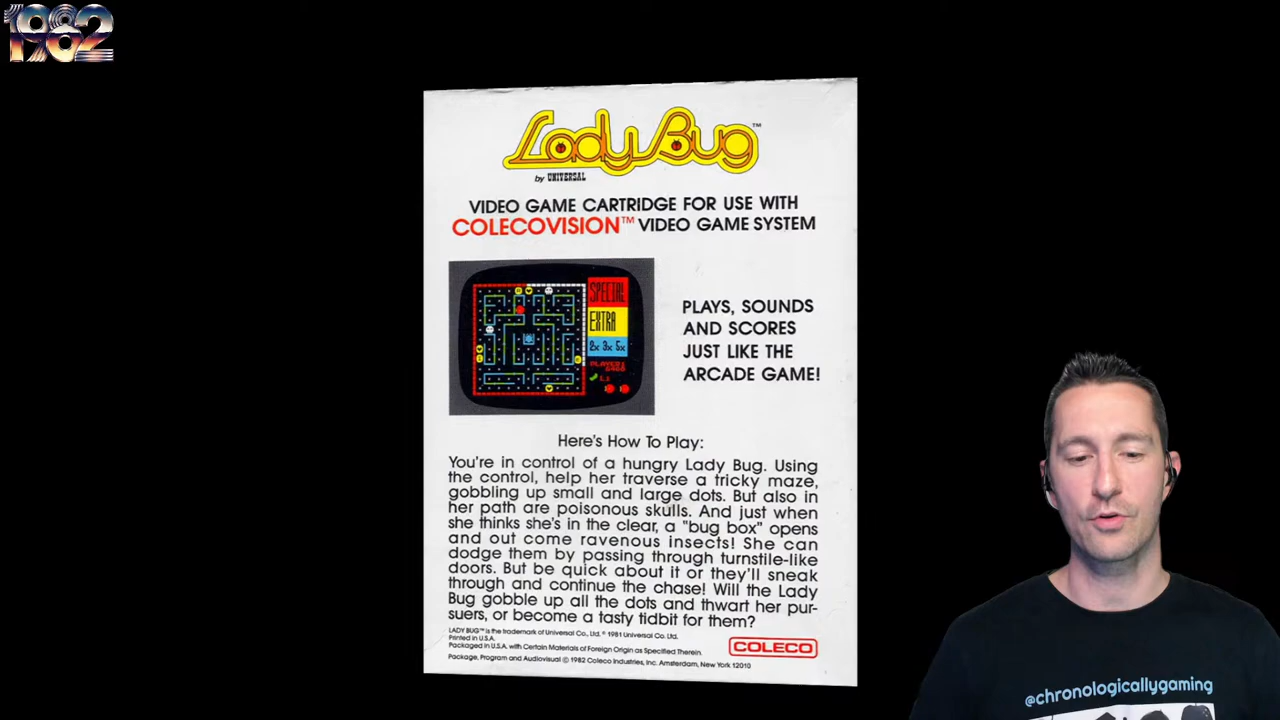 1982
Lady Bug™
by UNIVERSAL
VIDEO GAME CARTRIDGE FOR USE WITH
COLECOVISION™ VIDEO GAME SYSTEM
SPECIAL
EXTRA
2x 3x 5x
PLAYER1
PLAYS, SOUNDS
AND SCORES
JUST LIKE THE
ARCADE GAME!
Here's How To Play:
You're in control of a hungry Lady Bug. Using
the control, help her traverse a tricky maze,
gobbling up small and large dots. But also in
her path are poisonous skulls. And just when
she thinks she's in the clear, a "bug box" opens
and out come ravenous insects! She can
dodge them by passing through turnstile-like
doors. But be quick about it or they'll sneak
through and continue the chase! Will the Lady
Bug gobble up all the dots and thwart her pur-
suers, or become a tasty tidbit for them?
LADY BUG™ is the trademark of Universal Co., Ltd. © 1981 Universal Co. Ltd.
Printed in U.S.A.
Packaged in U.S.A. with Certain Materials of Foreign Origin as Specified Therein.
Package, Program and Audiovisual © 1982 Coleco Industries, Inc. Amsterdam, New York 12010
COLECO
@chronologicallygaming